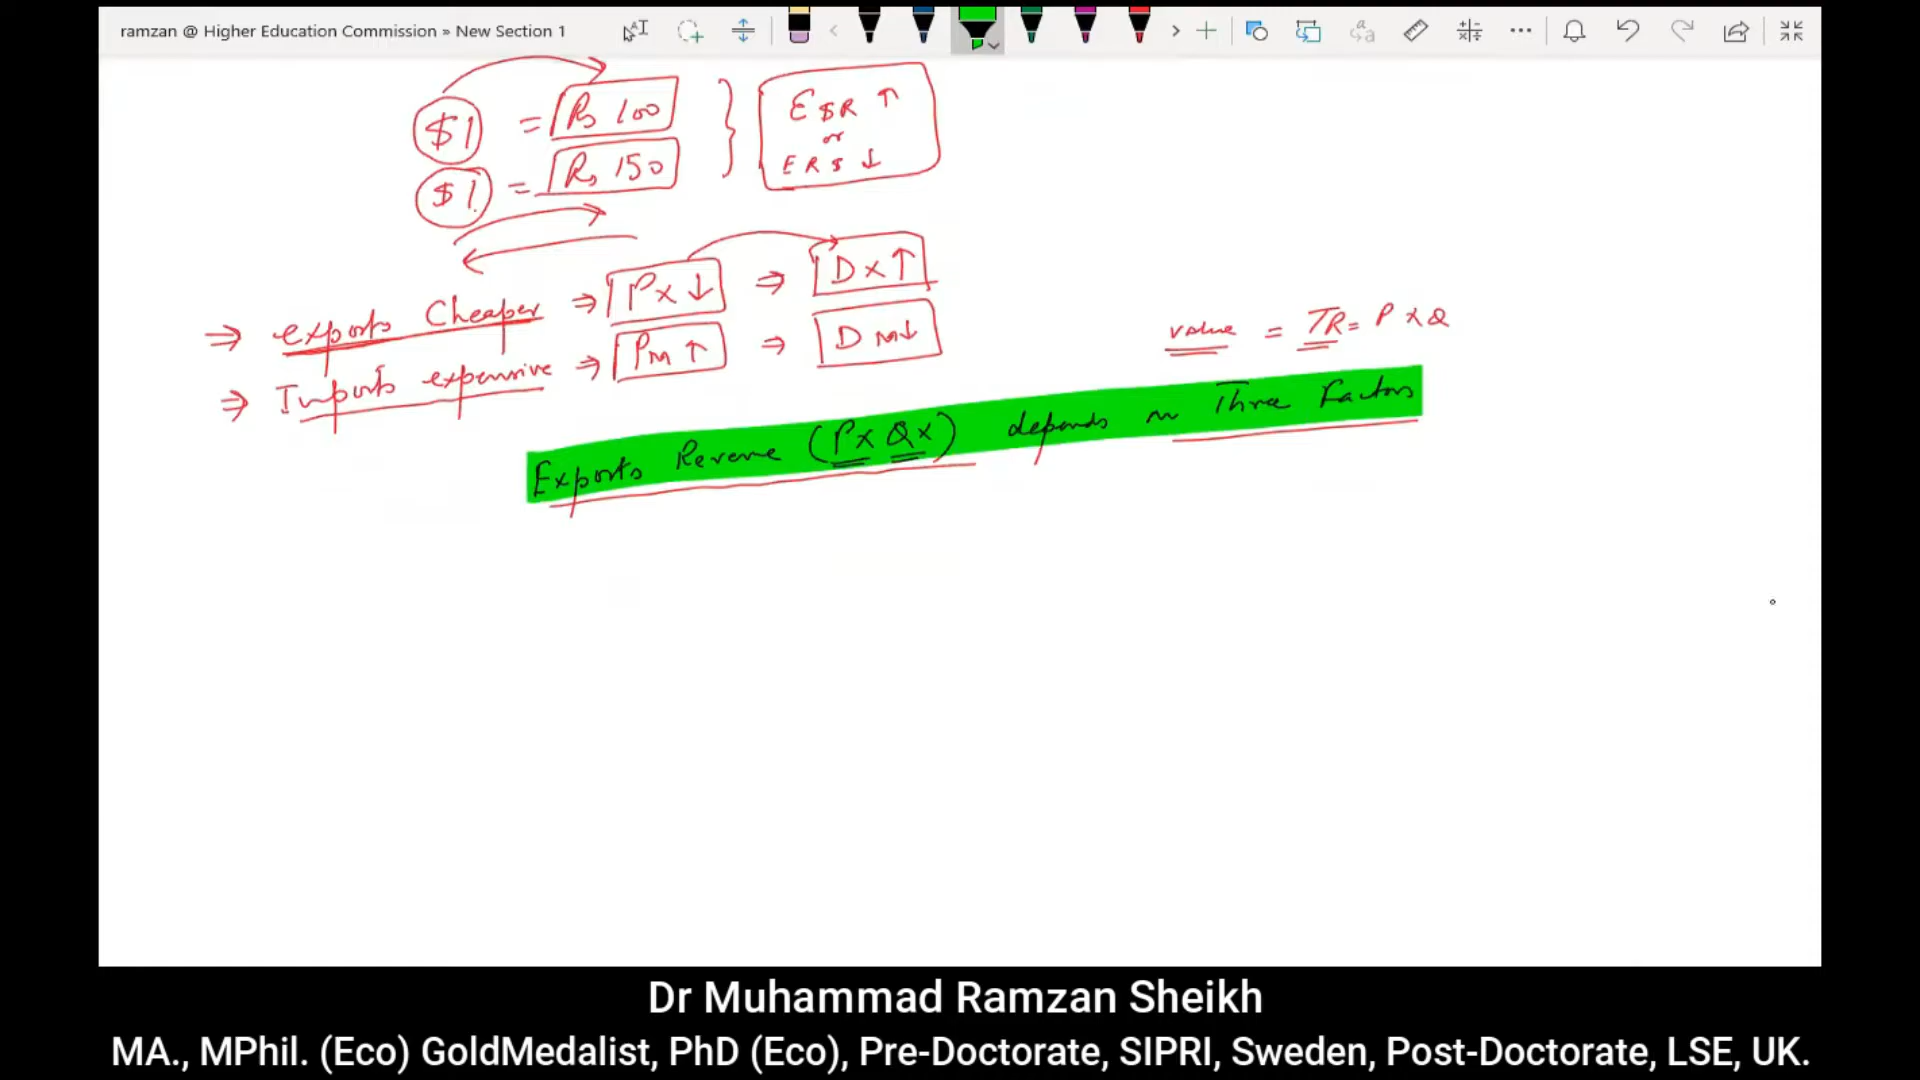 ramzan @ Higher Education Commission » New Section 1
$1 = Rs 100
E$R ↑
or
ER$ ↓
$1 = Rs 150
⇒ exports Cheaper ⇒ Px ↓ ⇒ Dx ↑
⇒ Imports expensive ⇒ PM ↑ ⇒ DM ↓
value = TR = P x Q
Exports Revenue (Px Qx) depends on Three Factors
Dr Muhammad Ramzan Sheikh
MA., MPhil. (Eco) GoldMedalist, PhD (Eco), Pre-Doctorate, SIPRI, Sweden, Post-Doctorate, LSE, UK.